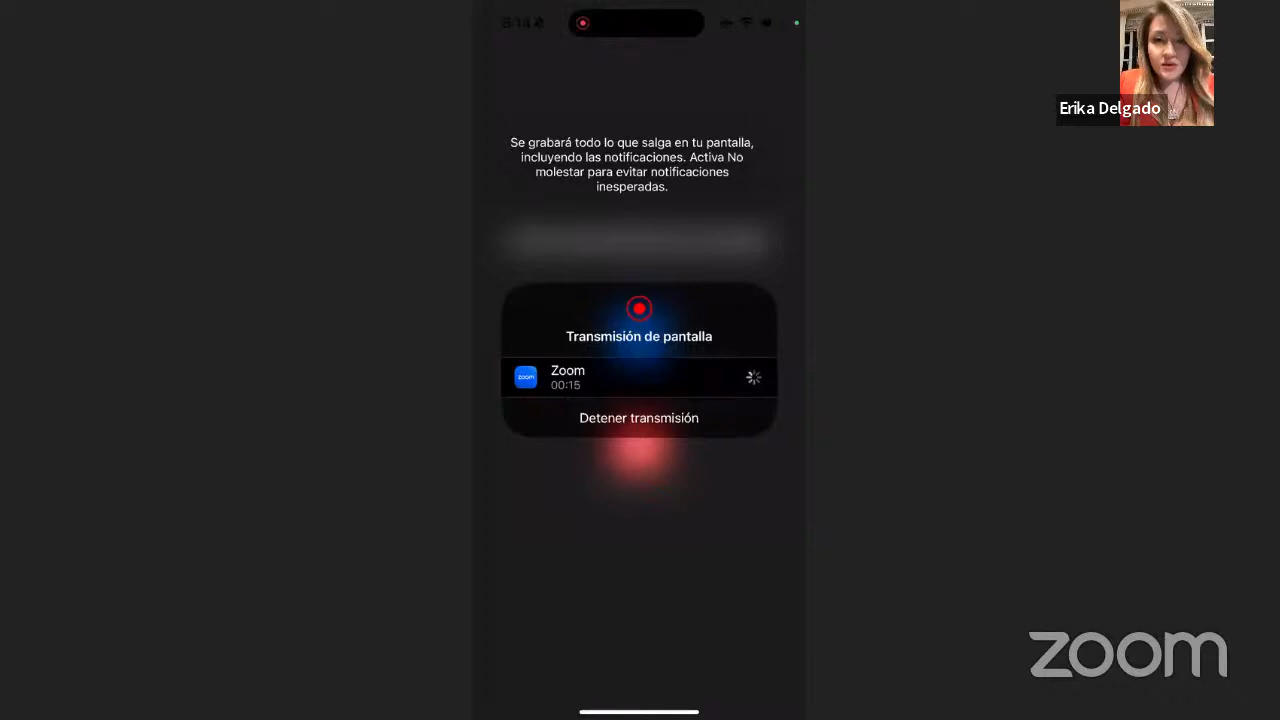 Erika Delgado
Se grabará todo lo que salga en tu pantalla,
incluyendo las notificaciones. Activa No
molestar para evitar notificaciones
inesperadas.
Transmisión de pantalla
zoom
Zoom
00:15
Detener transmisión
zoom